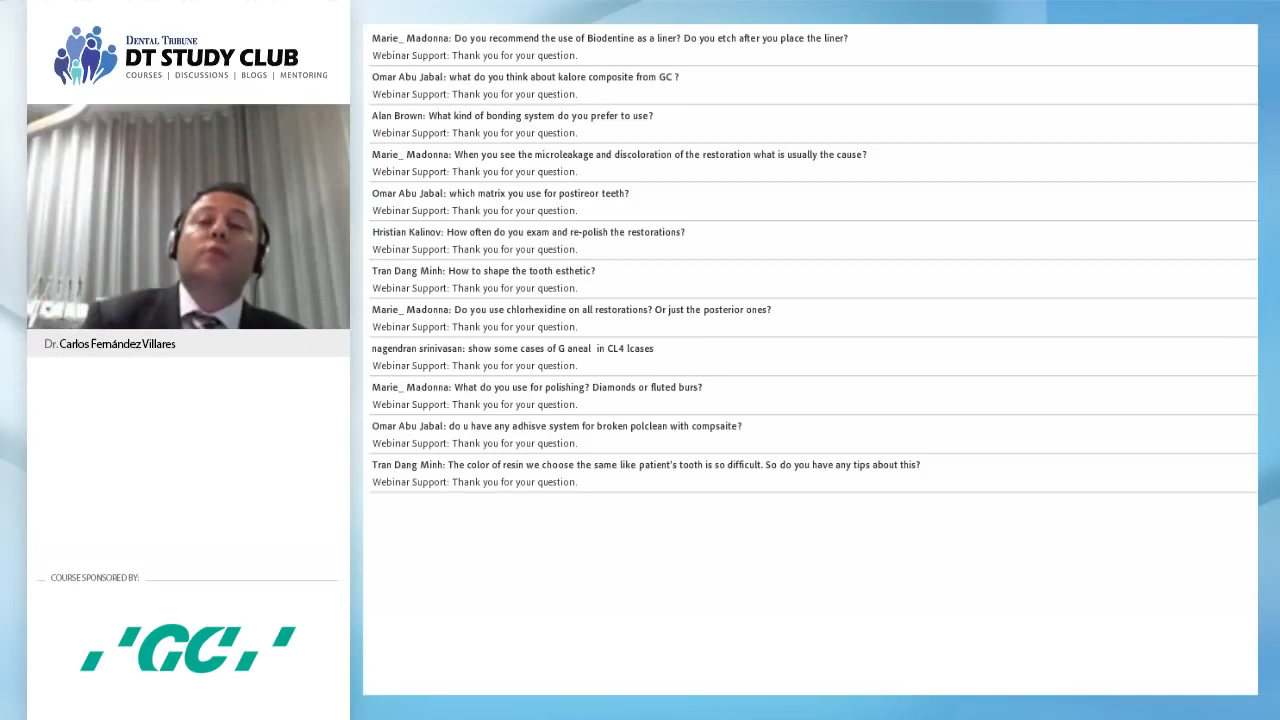 DENTAL TRIBUNE
DT STUDY CLUB
COURSES | DISCUSSIONS | BLOGS | MENTORING
Dr. Carlos Fernández Villares
COURSE SPONSORED BY:
GC
Marie_ Madonna: Do you recommend the use of Biodentine as a liner? Do you etch after you place the liner?
Webinar Support: Thank you for your question.
Omar Abu Jabal: what do you think about kalore composite from GC ?
Webinar Support: Thank you for your question.
Alan Brown: What kind of bonding system do you prefer to use?
Webinar Support: Thank you for your question.
Marie_ Madonna: When you see the microleakage and discoloration of the restoration what is usually the cause?
Webinar Support: Thank you for your question.
Omar Abu Jabal: which matrix you use for postireor teeth?
Webinar Support: Thank you for your question.
Hristian Kalinov: How often do you exam and re-polish the restorations?
Webinar Support: Thank you for your question.
Tran Dang Minh: How to shape the tooth esthetic?
Webinar Support: Thank you for your question.
Marie_ Madonna: Do you use chlorhexidine on all restorations? Or just the posterior ones?
Webinar Support: Thank you for your question.
nagendran srinivasan: show some cases of G aneal in CL4 lcases
Webinar Support: Thank you for your question.
Marie_ Madonna: What do you use for polishing? Diamonds or fluted burs?
Webinar Support: Thank you for your question.
Omar Abu Jabal: do u have any adhisve system for broken polclean with compsaite?
Webinar Support: Thank you for your question.
Tran Dang Minh: The color of resin we choose the same like patient's tooth is so difficult. So do you have any tips about this?
Webinar Support: Thank you for your question.